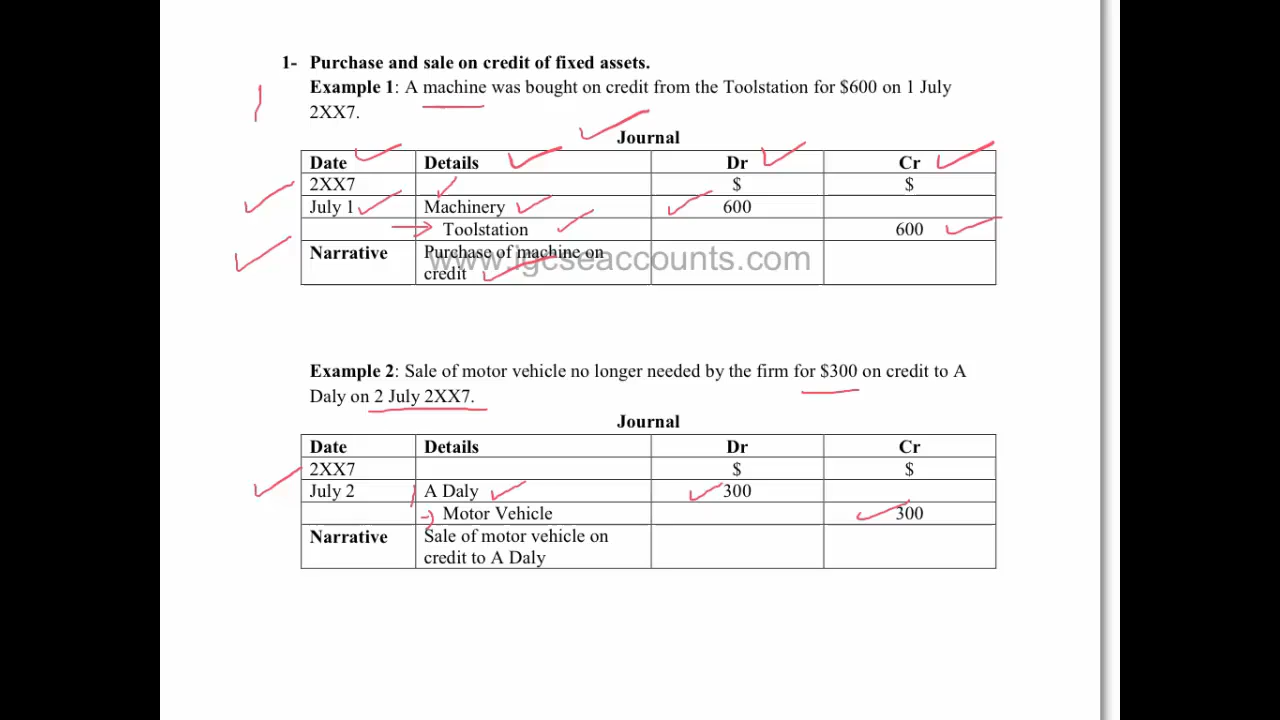 1- Purchase and sale on credit of fixed assets.
Example 1: A machine was bought on credit from the Toolstation for $600 on 1 July
2XX7.
Journal
Date Details Dr Cr
2XX7 $ $
July 1 Machinery 600
Toolstation 600
Narrative Purchase of machine on
credit
www.igcseaccounts.com
Example 2: Sale of motor vehicle no longer needed by the firm for $300 on credit to A
Daly on 2 July 2XX7.
Journal
Date Details Dr Cr
2XX7 $ $
July 2 A Daly 300
Motor Vehicle 300
Narrative Sale of motor vehicle on
credit to A Daly